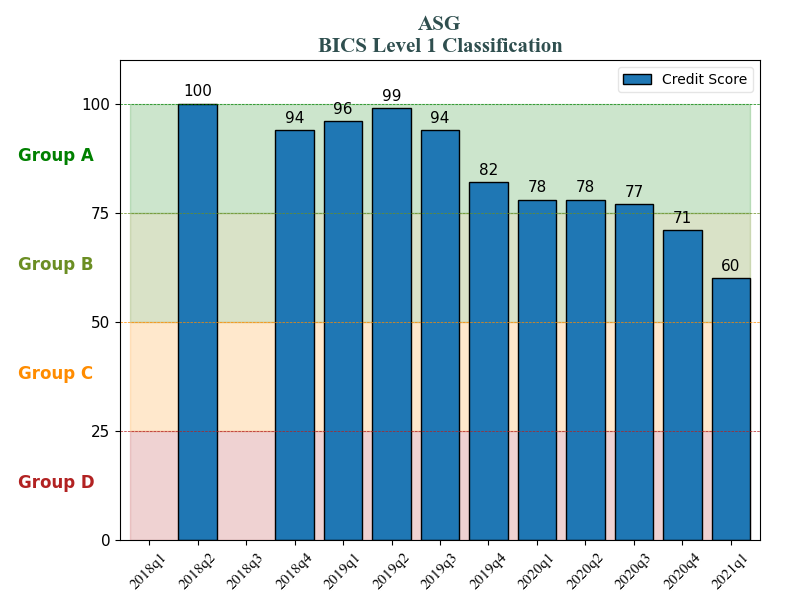 ASG
BICS Level 1 Classification
Credit Score
100
75
50
25
0
Group A
Group B
Group C
Group D
100
94
96
99
94
82
78
78
77
71
60
2018q1
2018q2
2018q3
2018q4
2019q1
2019q2
2019q3
2019q4
2020q1
2020q2
2020q3
2020q4
2021q1